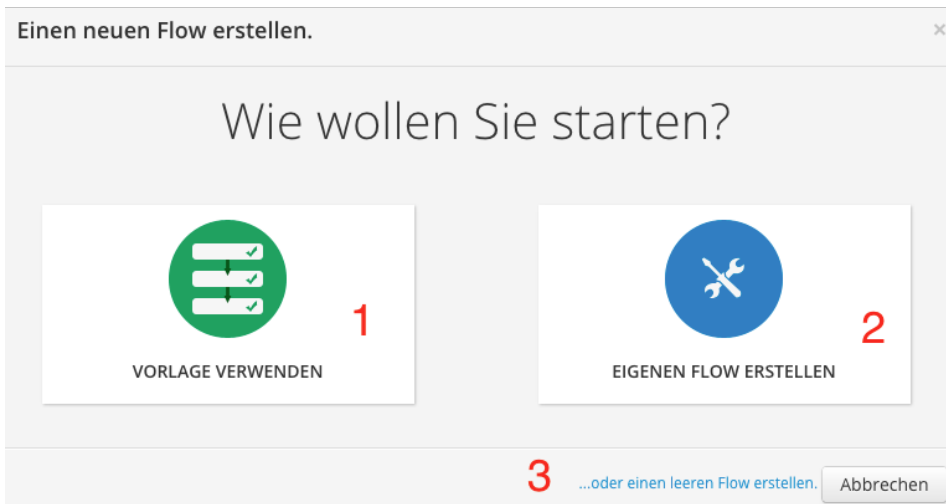 Einen neuen Flow erstellen. ×
Wie wollen Sie starten?
1
VORLAGE VERWENDEN
2
EIGENEN FLOW ERSTELLEN
3 ...oder einen leeren Flow erstellen. Abbrechen